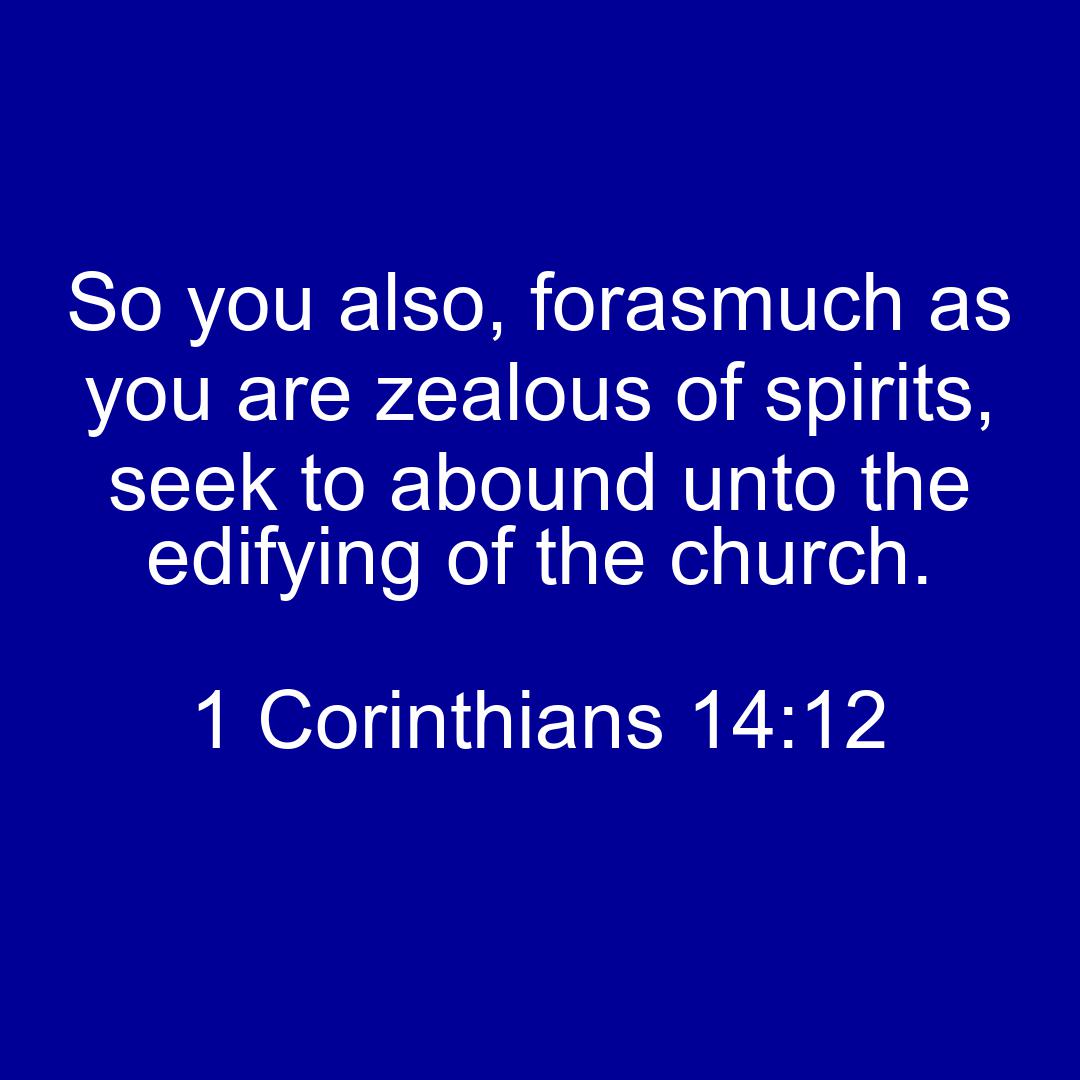 So you also, forasmuch as
you are zealous of spirits,
seek to abound unto the
edifying of the church.
1 Corinthians 14:12